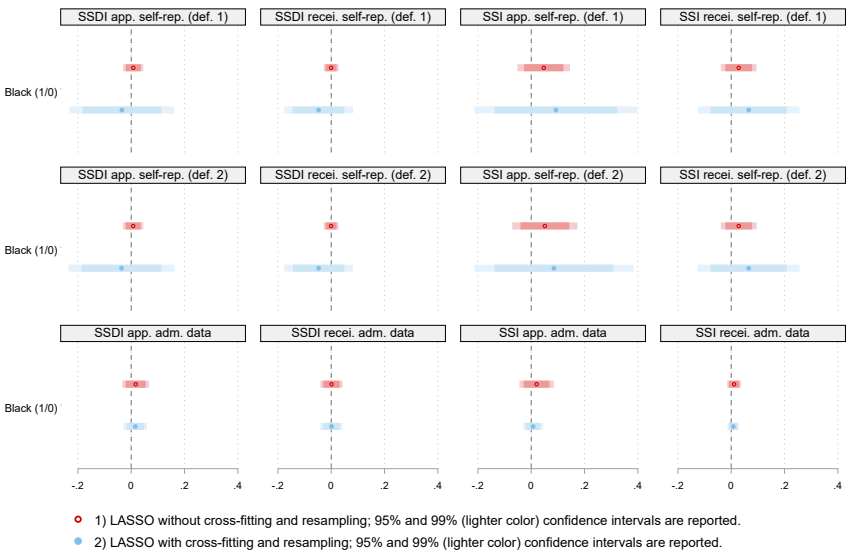 SSDI app. self-rep. (def. 1) SSDI recei. self-rep. (def. 1) SSI app. self-rep. (def. 1) SSI recei. self-rep. (def. 1)
Black (1/0)
SSDI app. self-rep. (def. 2) SSDI recei. self-rep. (def. 2) SSI app. self-rep. (def. 2) SSI recei. self-rep. (def. 2)
Black (1/0)
SSDI app. adm. data SSDI recei. adm. data SSI app. adm. data SSI recei. adm. data
Black (1/0)
-.2 0 .2 .4 -.2 0 .2 .4 -.2 0 .2 .4 -.2 0 .2 .4
1) LASSO without cross-fitting and resampling; 95% and 99% (lighter color) confidence intervals are reported.
2) LASSO with cross-fitting and resampling; 95% and 99% (lighter color) confidence intervals are reported.